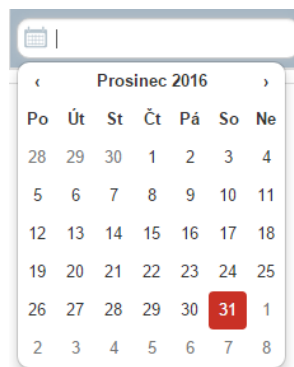 ‹ Prosinec 2016 ›
Po Út St Čt Pá So Ne
28 29 30 1 2 3 4
5 6 7 8 9 10 11
12 13 14 15 16 17 18
19 20 21 22 23 24 25
26 27 28 29 30 31 1
2 3 4 5 6 7 8